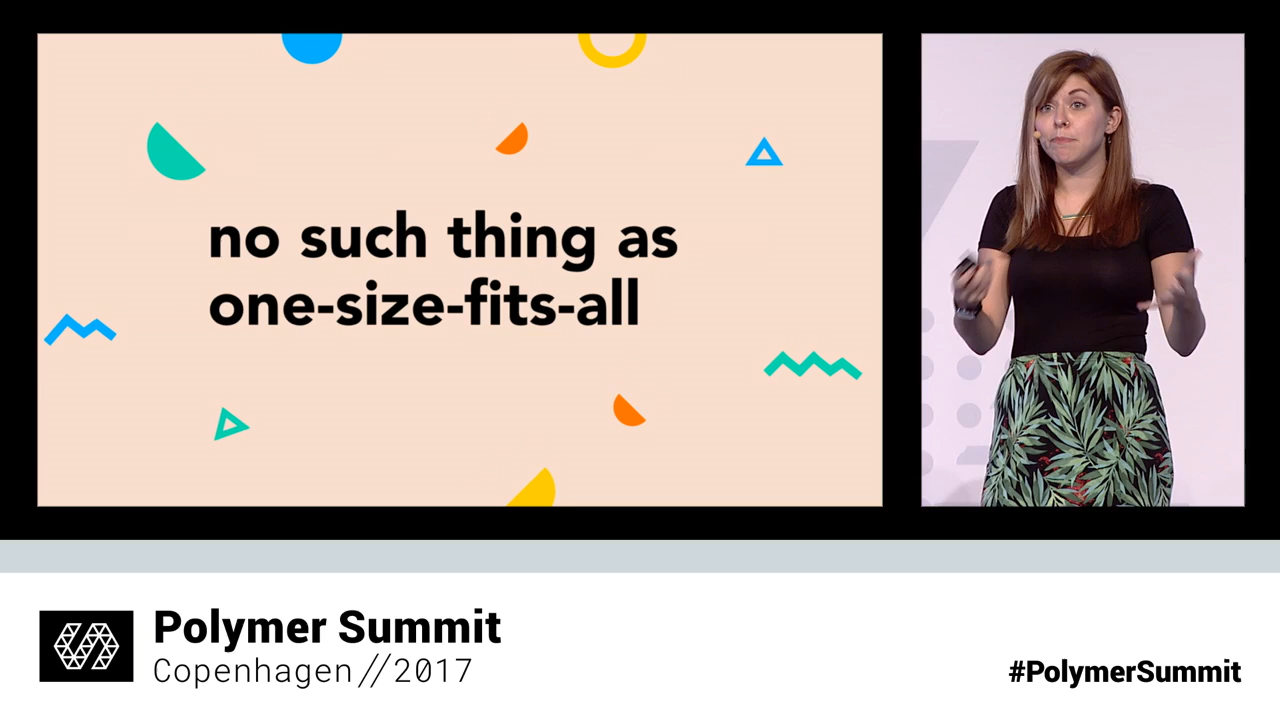 no such thing as
one-size-fits-all
Polymer Summit
Copenhagen//2017
#PolymerSummit